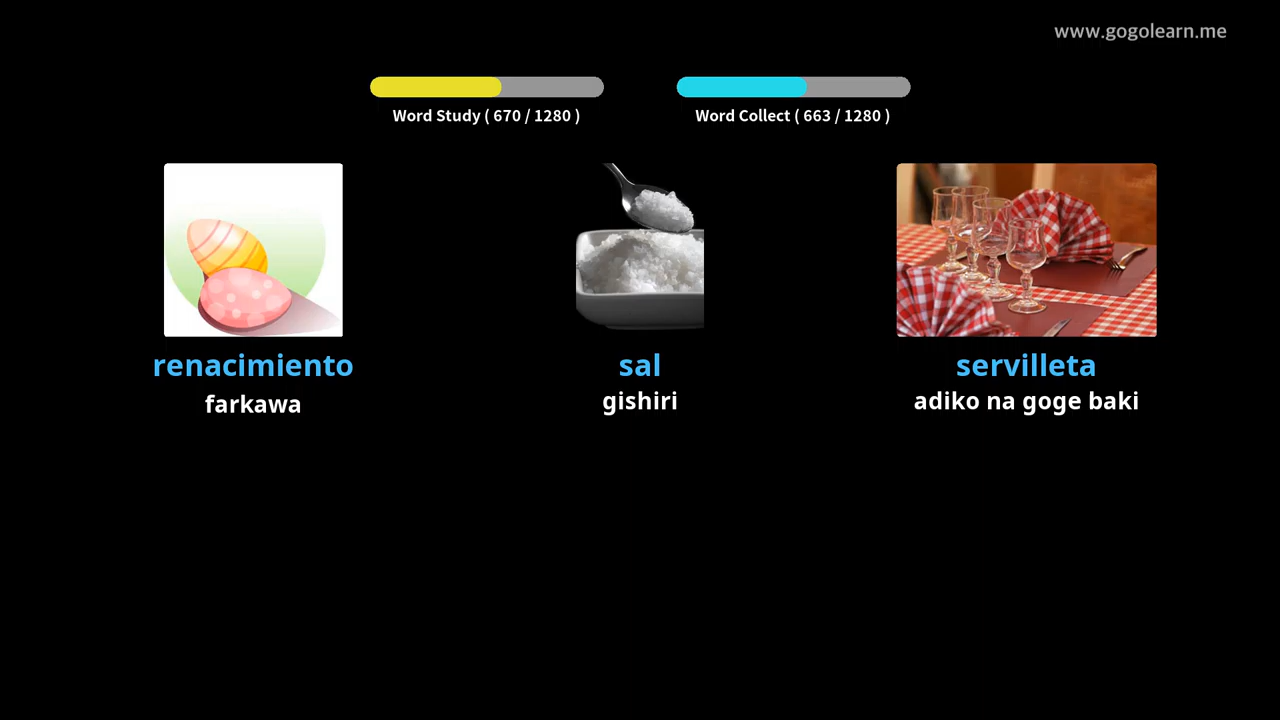 www.gogolearn.me
Word Study ( 670 / 1280 )
Word Collect ( 663 / 1280 )
renacimiento
farkawa
sal
gishiri
servilleta
adiko na goge baki